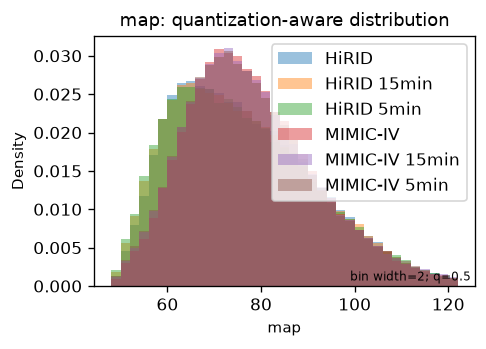 map: quantization-aware distribution
HiRID
HiRID 15min
HiRID 5min
MIMIC-IV
MIMIC-IV 15min
MIMIC-IV 5min
Density
0.030
0.025
0.020
0.015
0.010
0.005
0.000
bin width=2; q=0.5
60
80
100
120
map